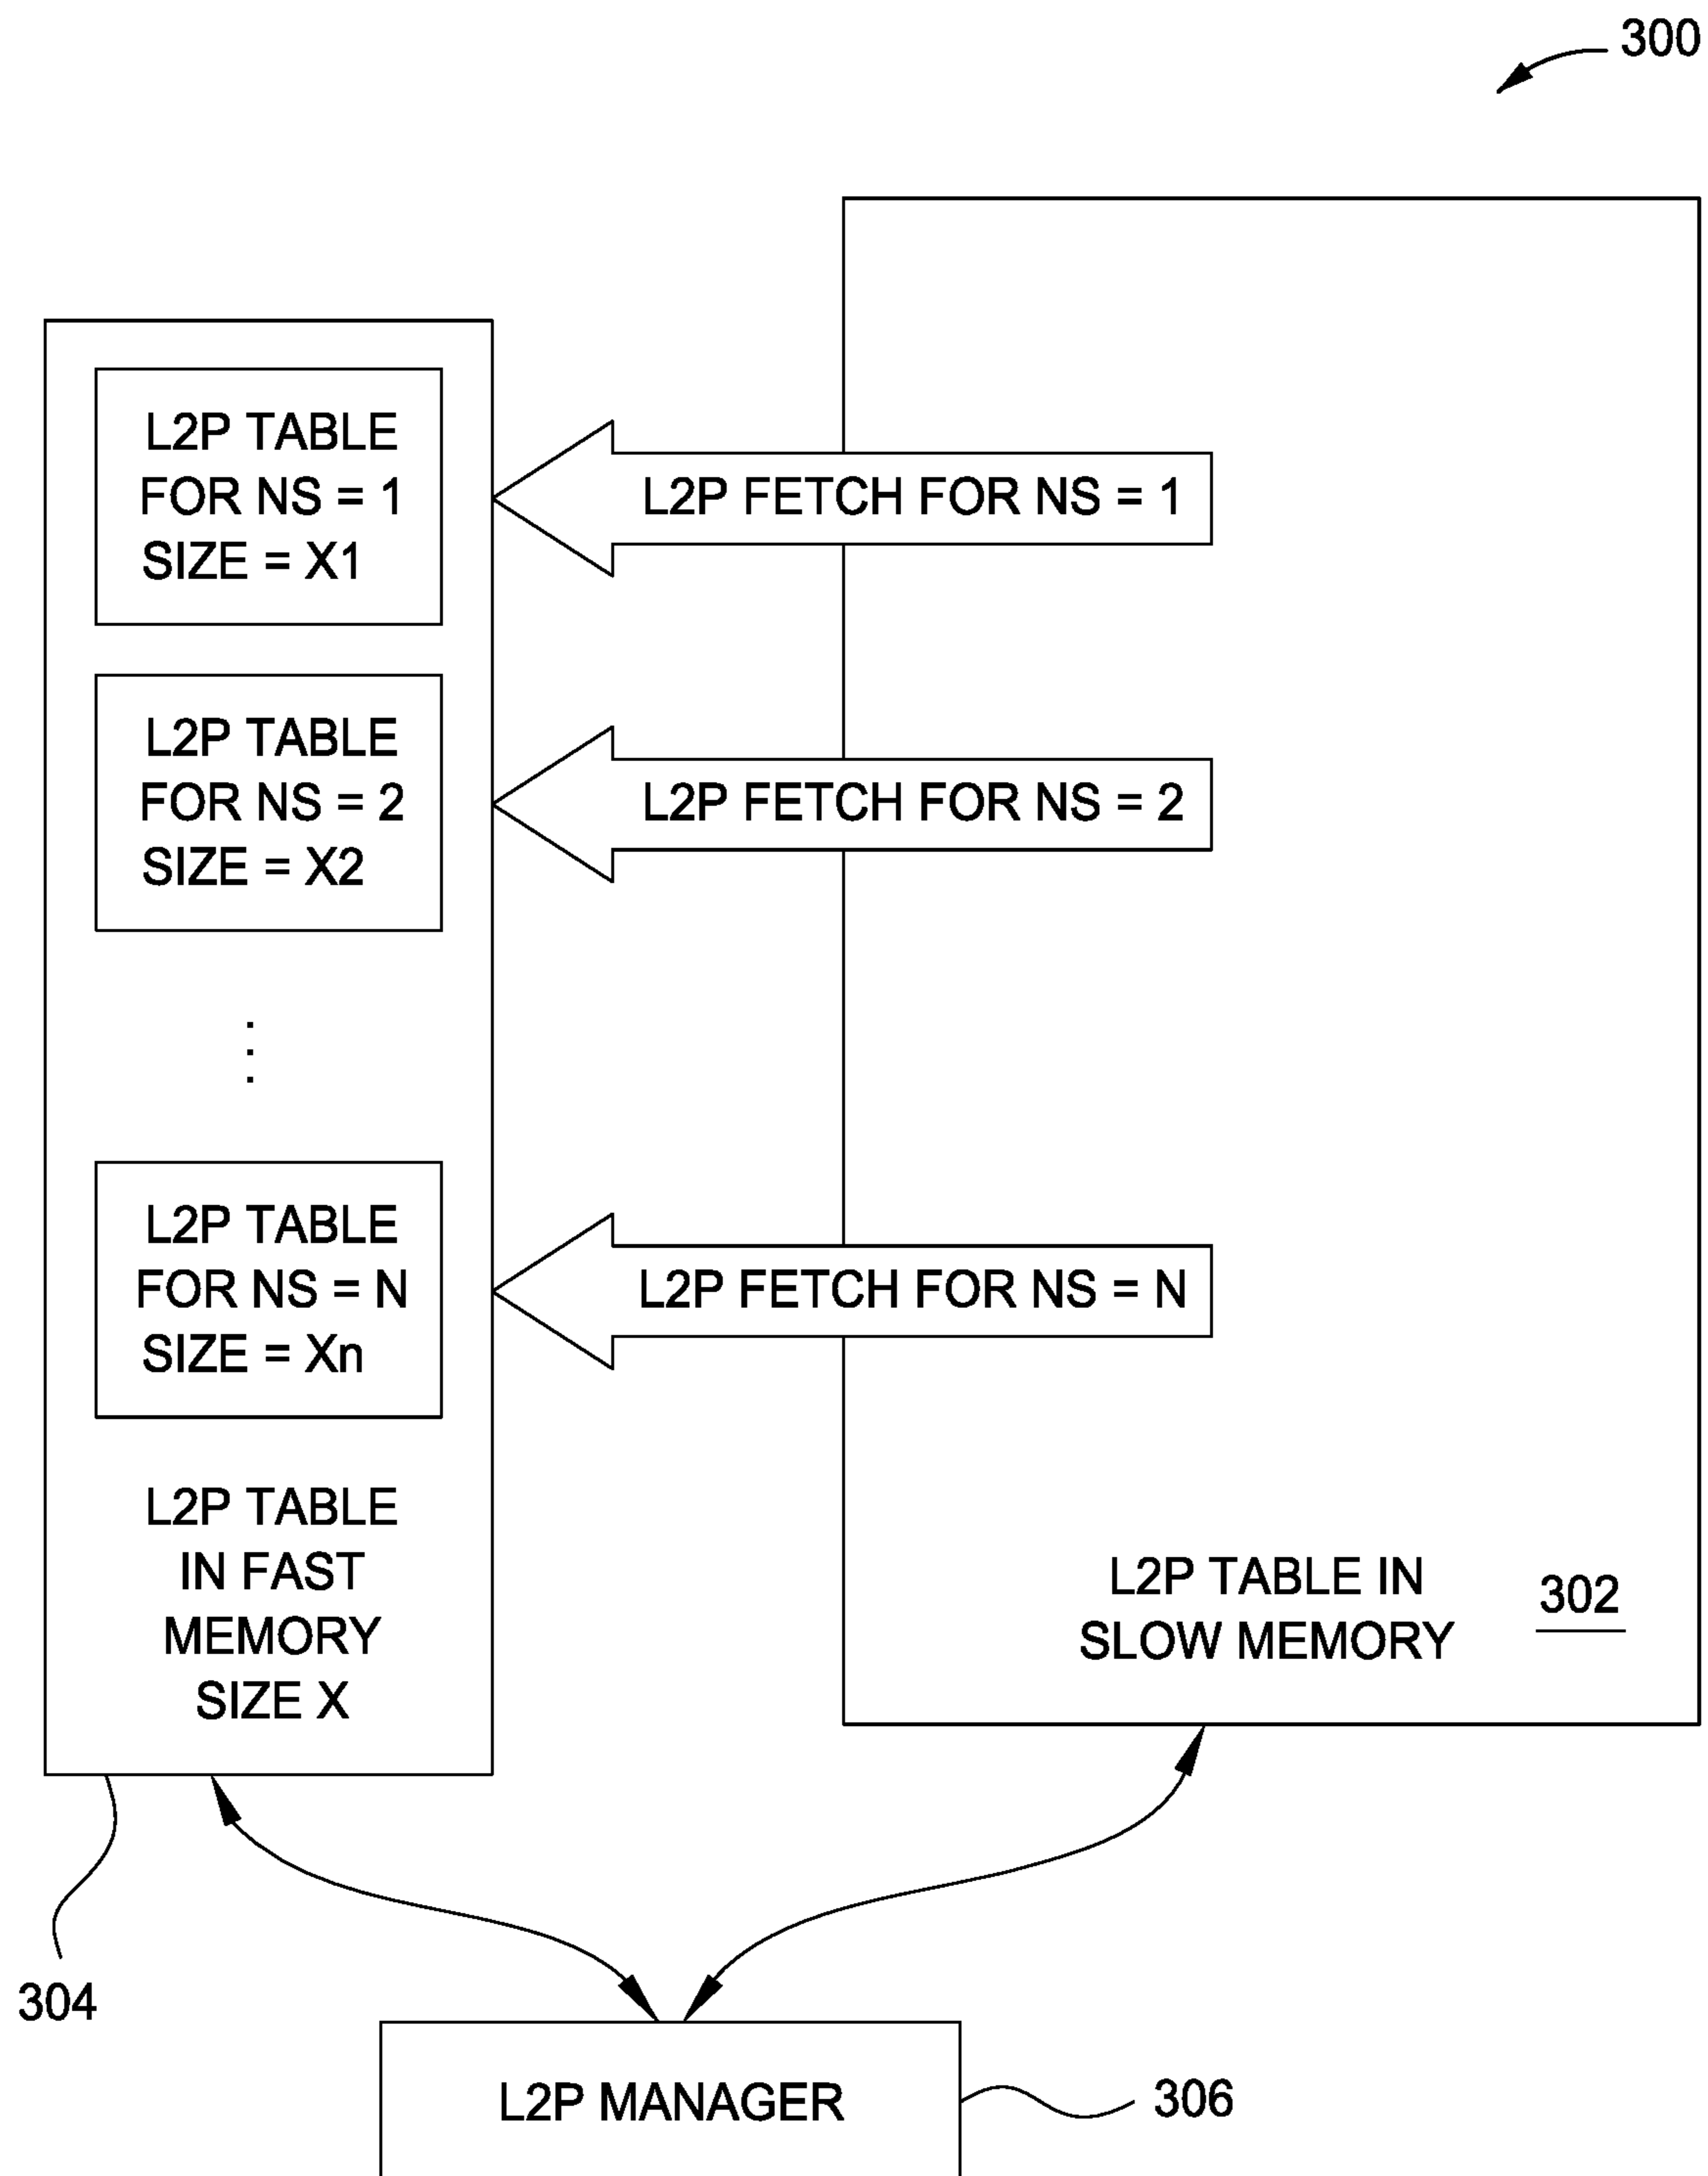 300
L2P TABLE
FOR NS = 1
SIZE = X1
L2P FETCH FOR NS = 1
L2P TABLE
FOR NS = 2
SIZE = X2
L2P FETCH FOR NS = 2
L2P TABLE
FOR NS = N
SIZE = Xn
L2P FETCH FOR NS = N
L2P TABLE
IN FAST
MEMORY
SIZE X
L2P TABLE IN
SLOW MEMORY
302
304
L2P MANAGER
306